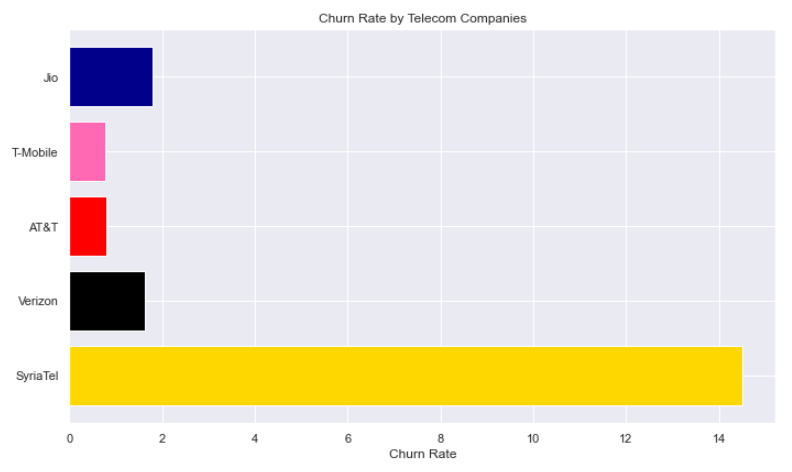 Churn Rate by Telecom Companies
Jio
T-Mobile
AT&T
Verizon
SyriaTel
0 2 4 6 8 10 12 14
Churn Rate